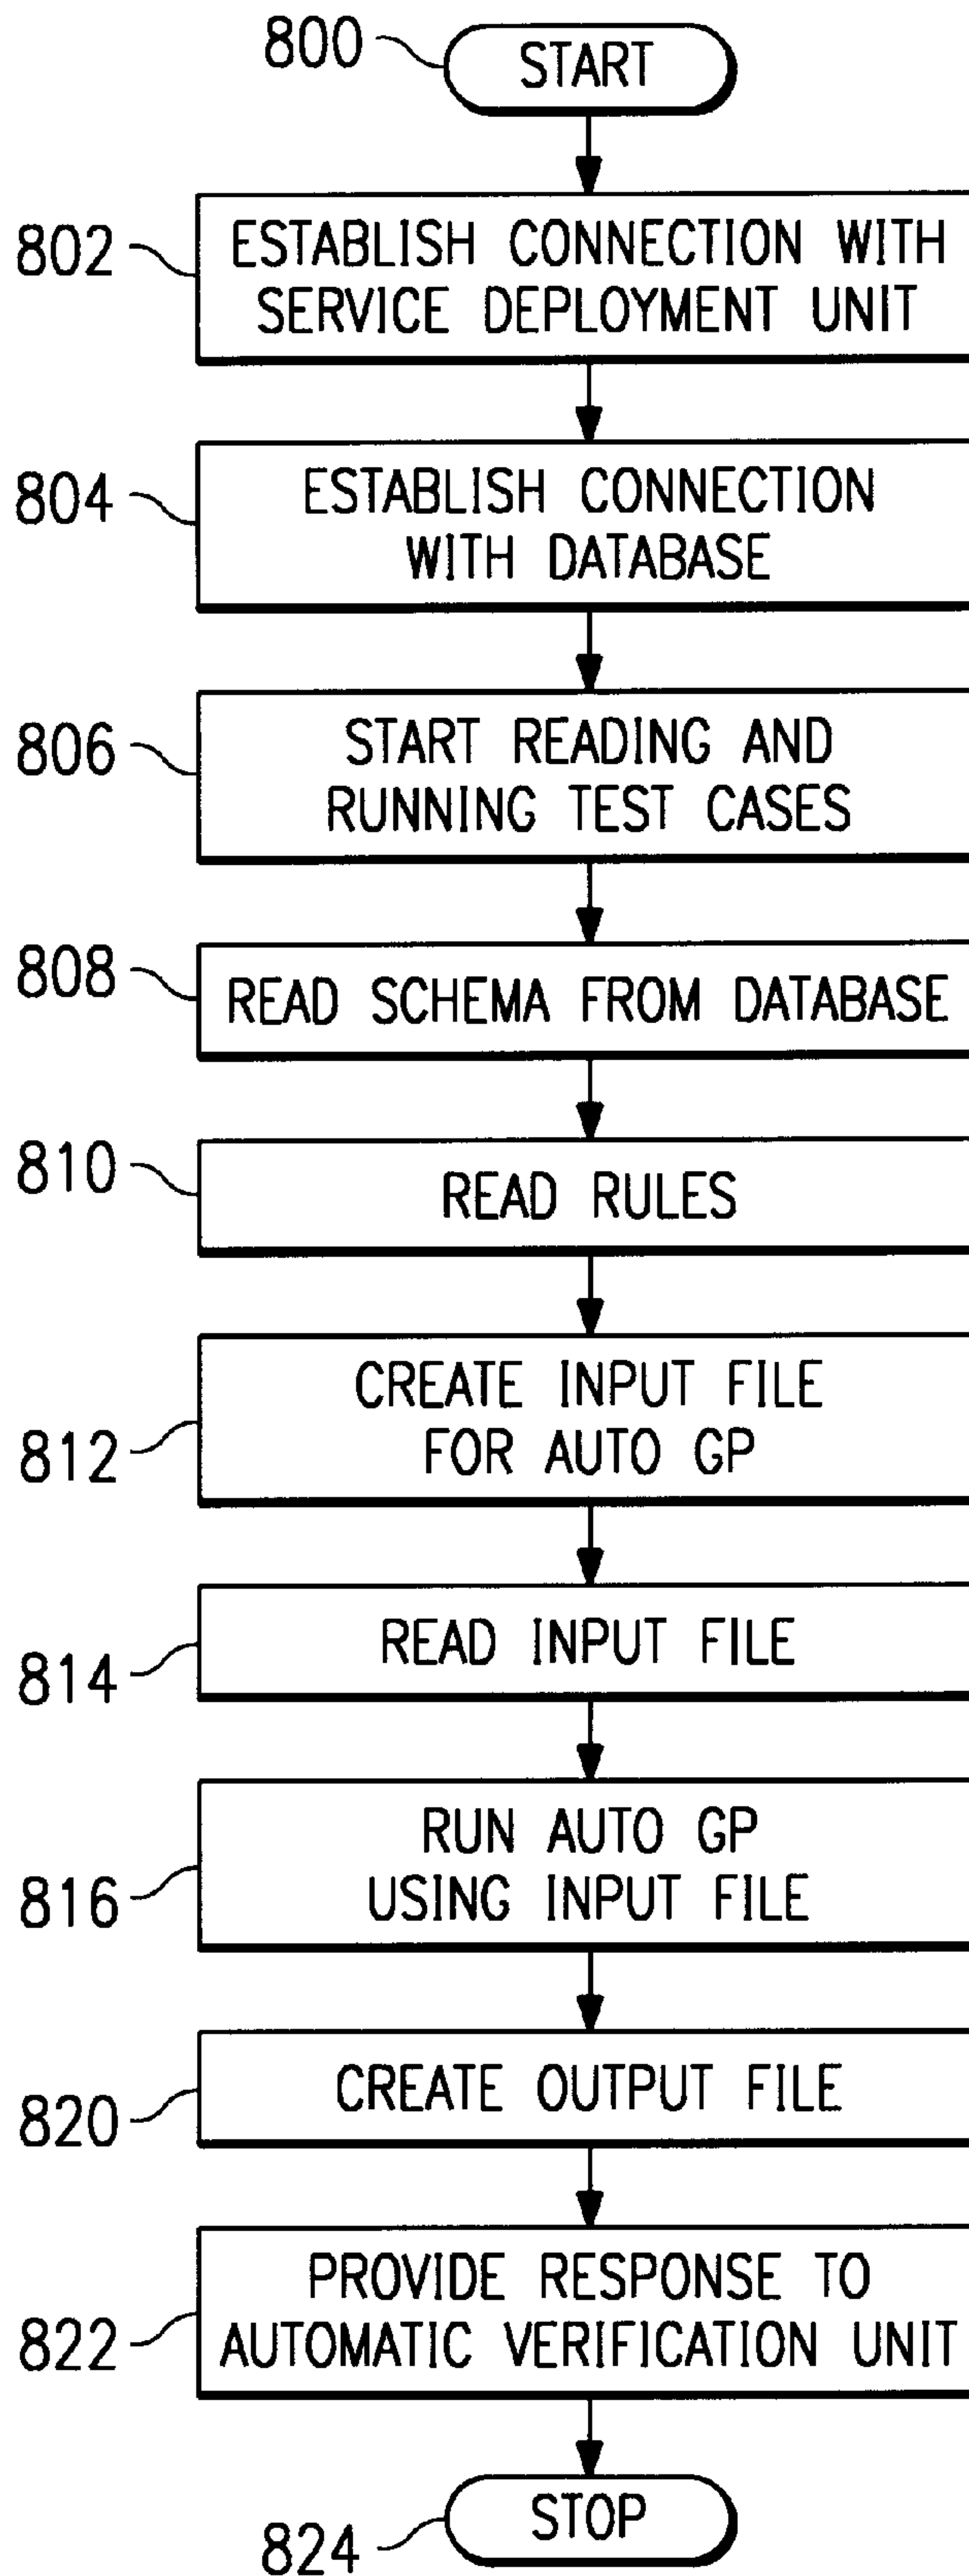 800
START
802
ESTABLISH CONNECTION WITH
SERVICE DEPLOYMENT UNIT
804
ESTABLISH CONNECTION
WITH DATABASE
806
START READING AND
RUNNING TEST CASES
808
READ SCHEMA FROM DATABASE
810
READ RULES
812
CREATE INPUT FILE
FOR AUTO GP
814
READ INPUT FILE
816
RUN AUTO GP
USING INPUT FILE
820
CREATE OUTPUT FILE
822
PROVIDE RESPONSE TO
AUTOMATIC VERIFICATION UNIT
824
STOP